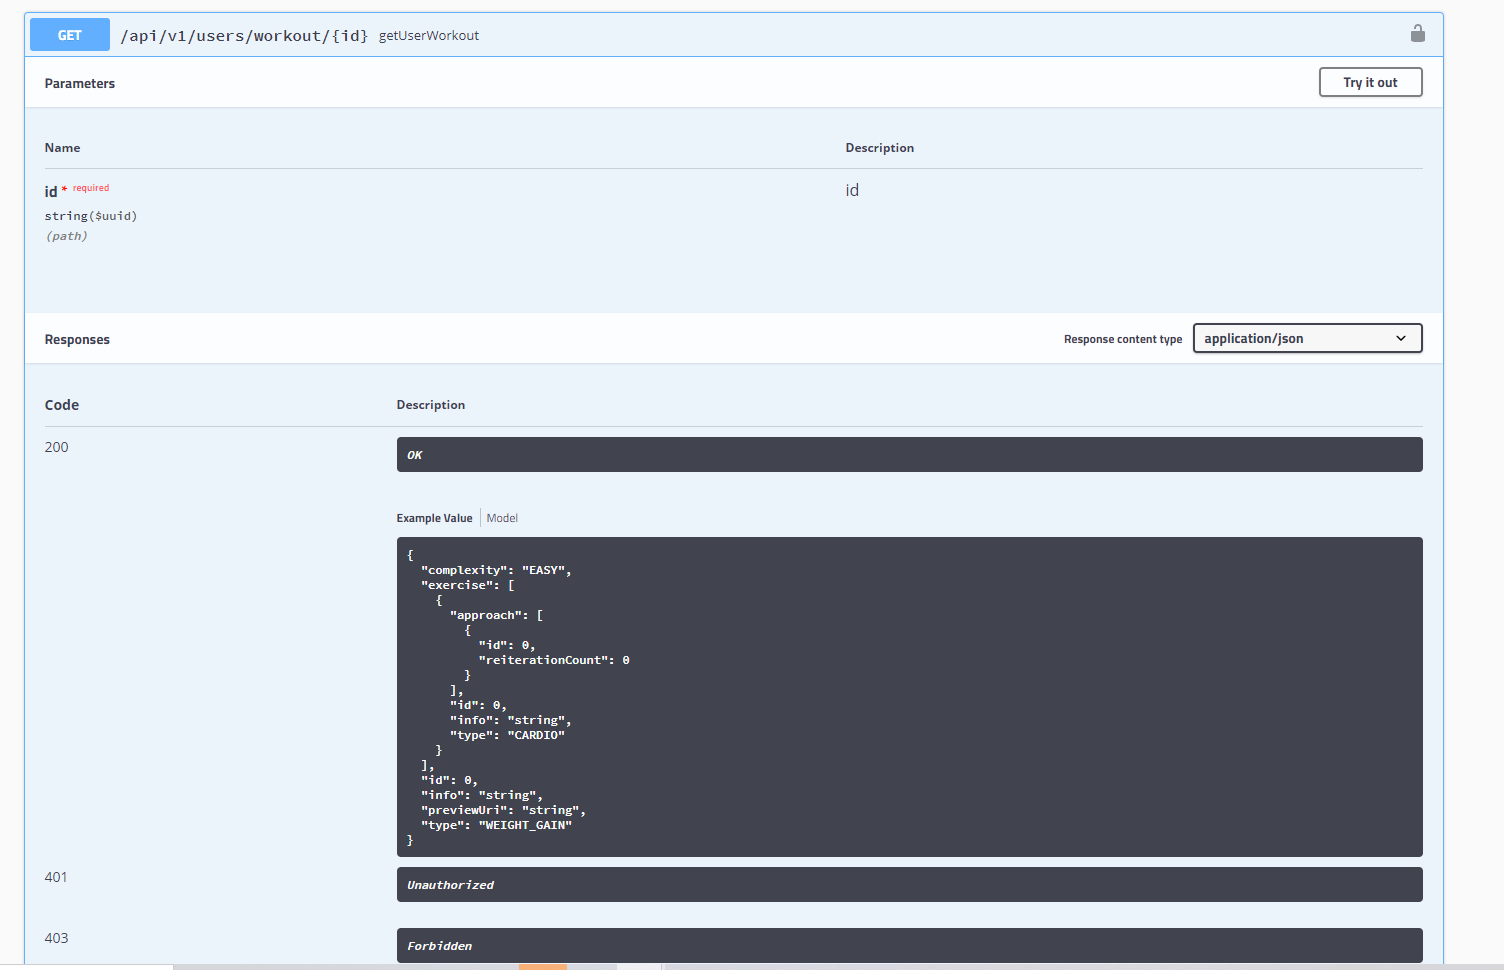 GET /api/v1/users/workout/{id} getUserWorkout
Parameters
Try it out
Name Description
id * required id
string($uuid)
(path)
Responses
Response content type application/json
Code Description
200 OK
Example Value Model
{
  "complexity": "EASY",
  "exercise": [
    {
      "approach": [
        {
          "id": 0,
          "reiterationCount": 0
        }
      ],
      "id": 0,
      "info": "string",
      "type": "CARDIO"
    }
  ],
  "id": 0,
  "info": "string",
  "previewUri": "string",
  "type": "WEIGHT_GAIN"
}
401 Unauthorized
403 Forbidden